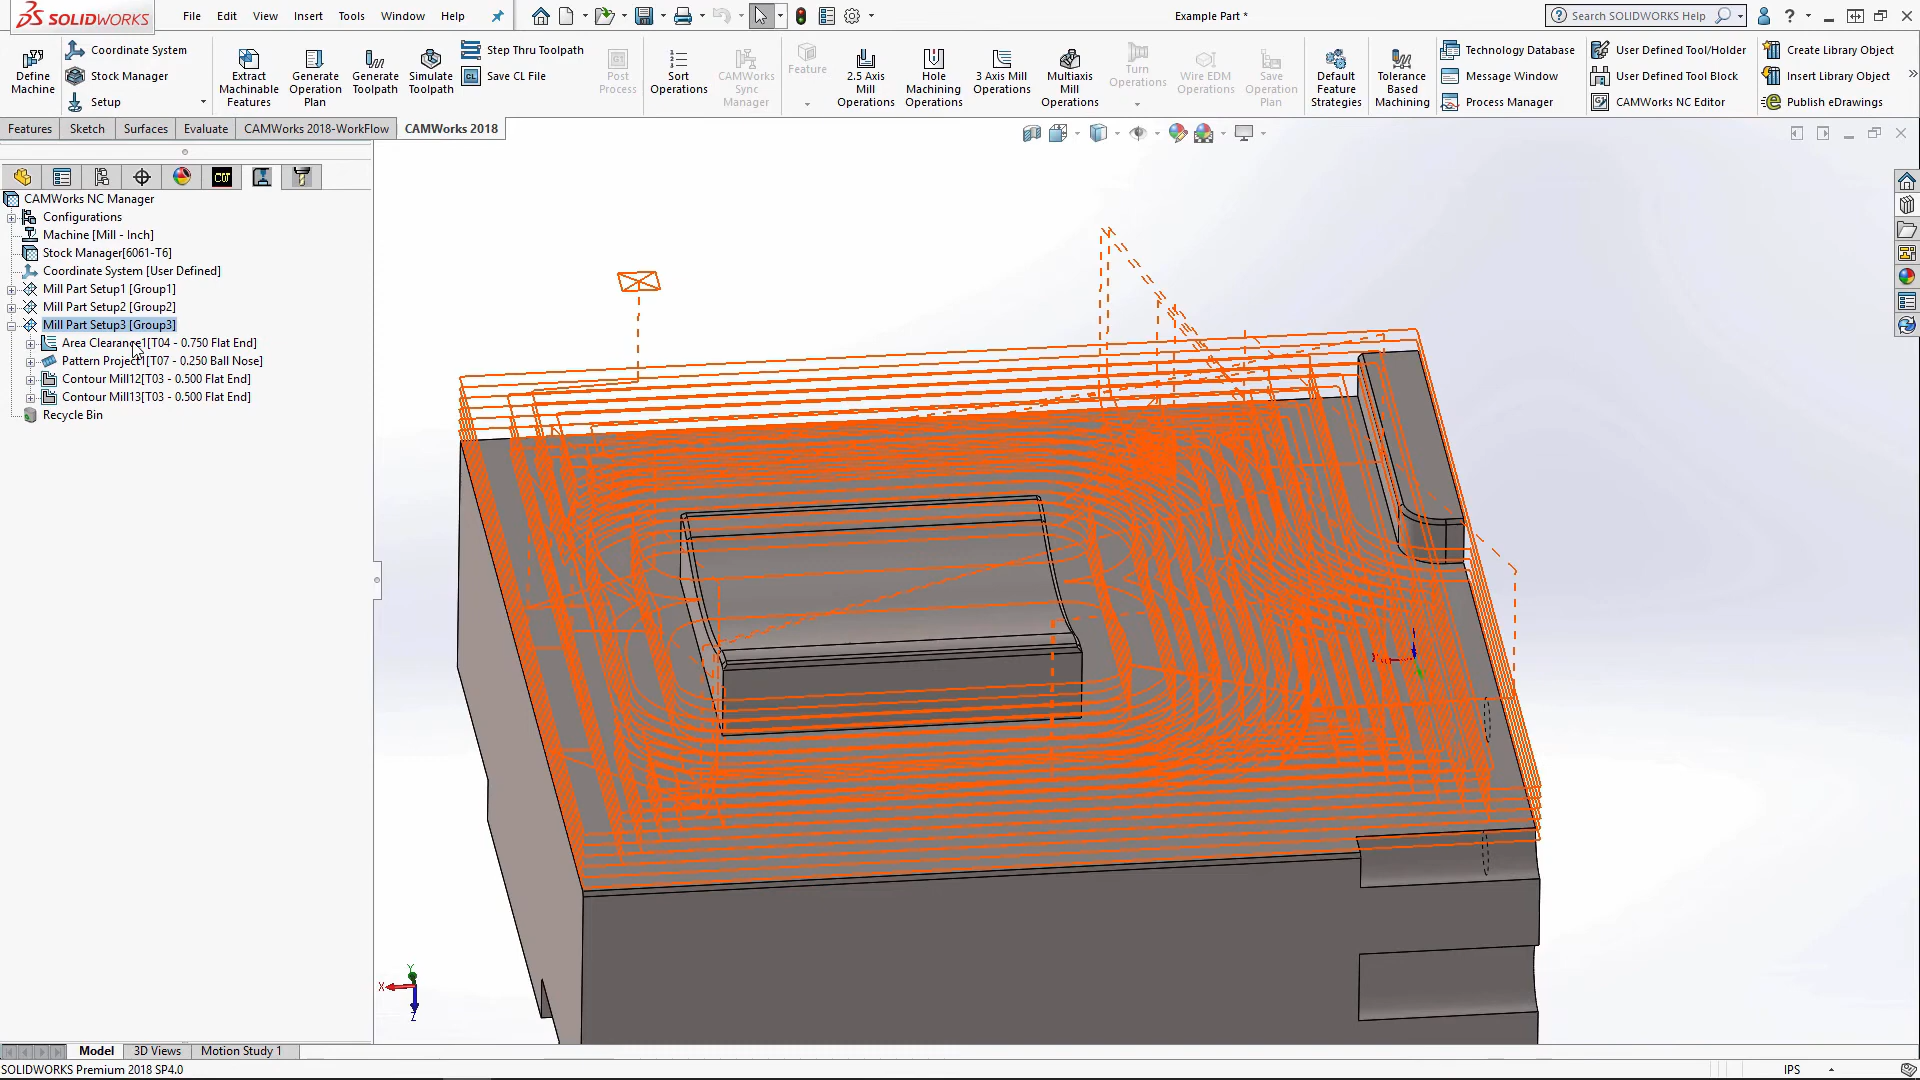 SOLIDWORKS
File Edit View Insert Tools Window Help
Example Part *
Search SOLIDWORKS Help
Define Machine
Coordinate System
Stock Manager
Setup
Extract Machinable Features
Generate Operation Plan
Generate Toolpath
Simulate Toolpath
Step Thru Toolpath
Save CL File
Post Process
Sort Operations
CAMWorks Sync Manager
Feature
2.5 Axis Mill Operations
Hole Machining Operations
3 Axis Mill Operations
Multiaxis Mill Operations
Turn Operations
Wire EDM Operations
Save Operation Plan
Default Feature Strategies
Tolerance Based Machining
Technology Database
Message Window
Process Manager
User Defined Tool/Holder
User Defined Tool Block
CAMWorks NC Editor
Create Library Object
Insert Library Object
Publish eDrawings
Features Sketch Surfaces Evaluate CAMWorks 2018-WorkFlow CAMWorks 2018
CAMWorks NC Manager
Configurations
Machine [Mill - Inch]
Stock Manager[6061-T6]
Coordinate System [User Defined]
Mill Part Setup1 [Group1]
Mill Part Setup2 [Group2]
Mill Part Setup3 [Group3]
Area Clearance1[T04 - 0.750 Flat End]
Pattern Project1[T07 - 0.250 Ball Nose]
Contour Mill12[T03 - 0.500 Flat End]
Contour Mill13[T03 - 0.500 Flat End]
Recycle Bin
Y
X
Z
Model 3D Views Motion Study 1
SOLIDWORKS Premium 2018 SP4.0
IPS